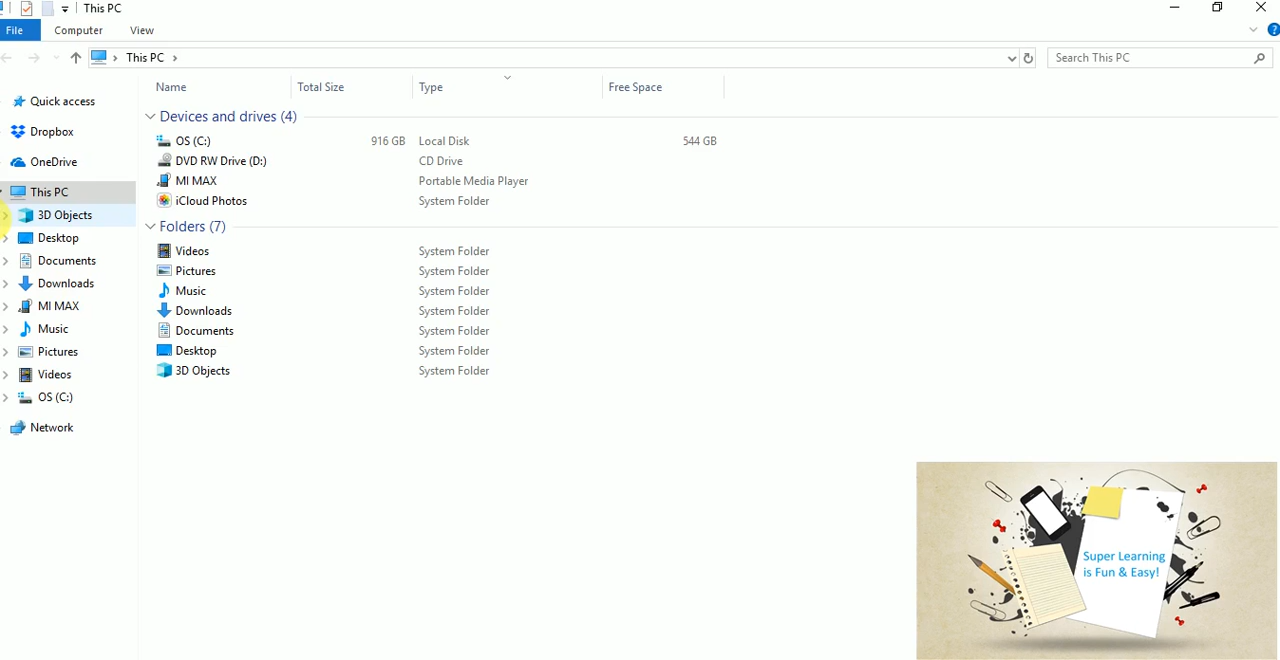 This PC
File Computer View
This PC
Search This PC
Name Total Size Type Free Space
Quick access
Dropbox
OneDrive
This PC
3D Objects
Desktop
Documents
Downloads
MI MAX
Music
Pictures
Videos
OS (C:)
Network
Devices and drives (4)
OS (C:) 916 GB Local Disk 544 GB
DVD RW Drive (D:) CD Drive
MI MAX Portable Media Player
iCloud Photos System Folder
Folders (7)
Videos System Folder
Pictures System Folder
Music System Folder
Downloads System Folder
Documents System Folder
Desktop System Folder
3D Objects System Folder
Super Learning
is Fun & Easy!